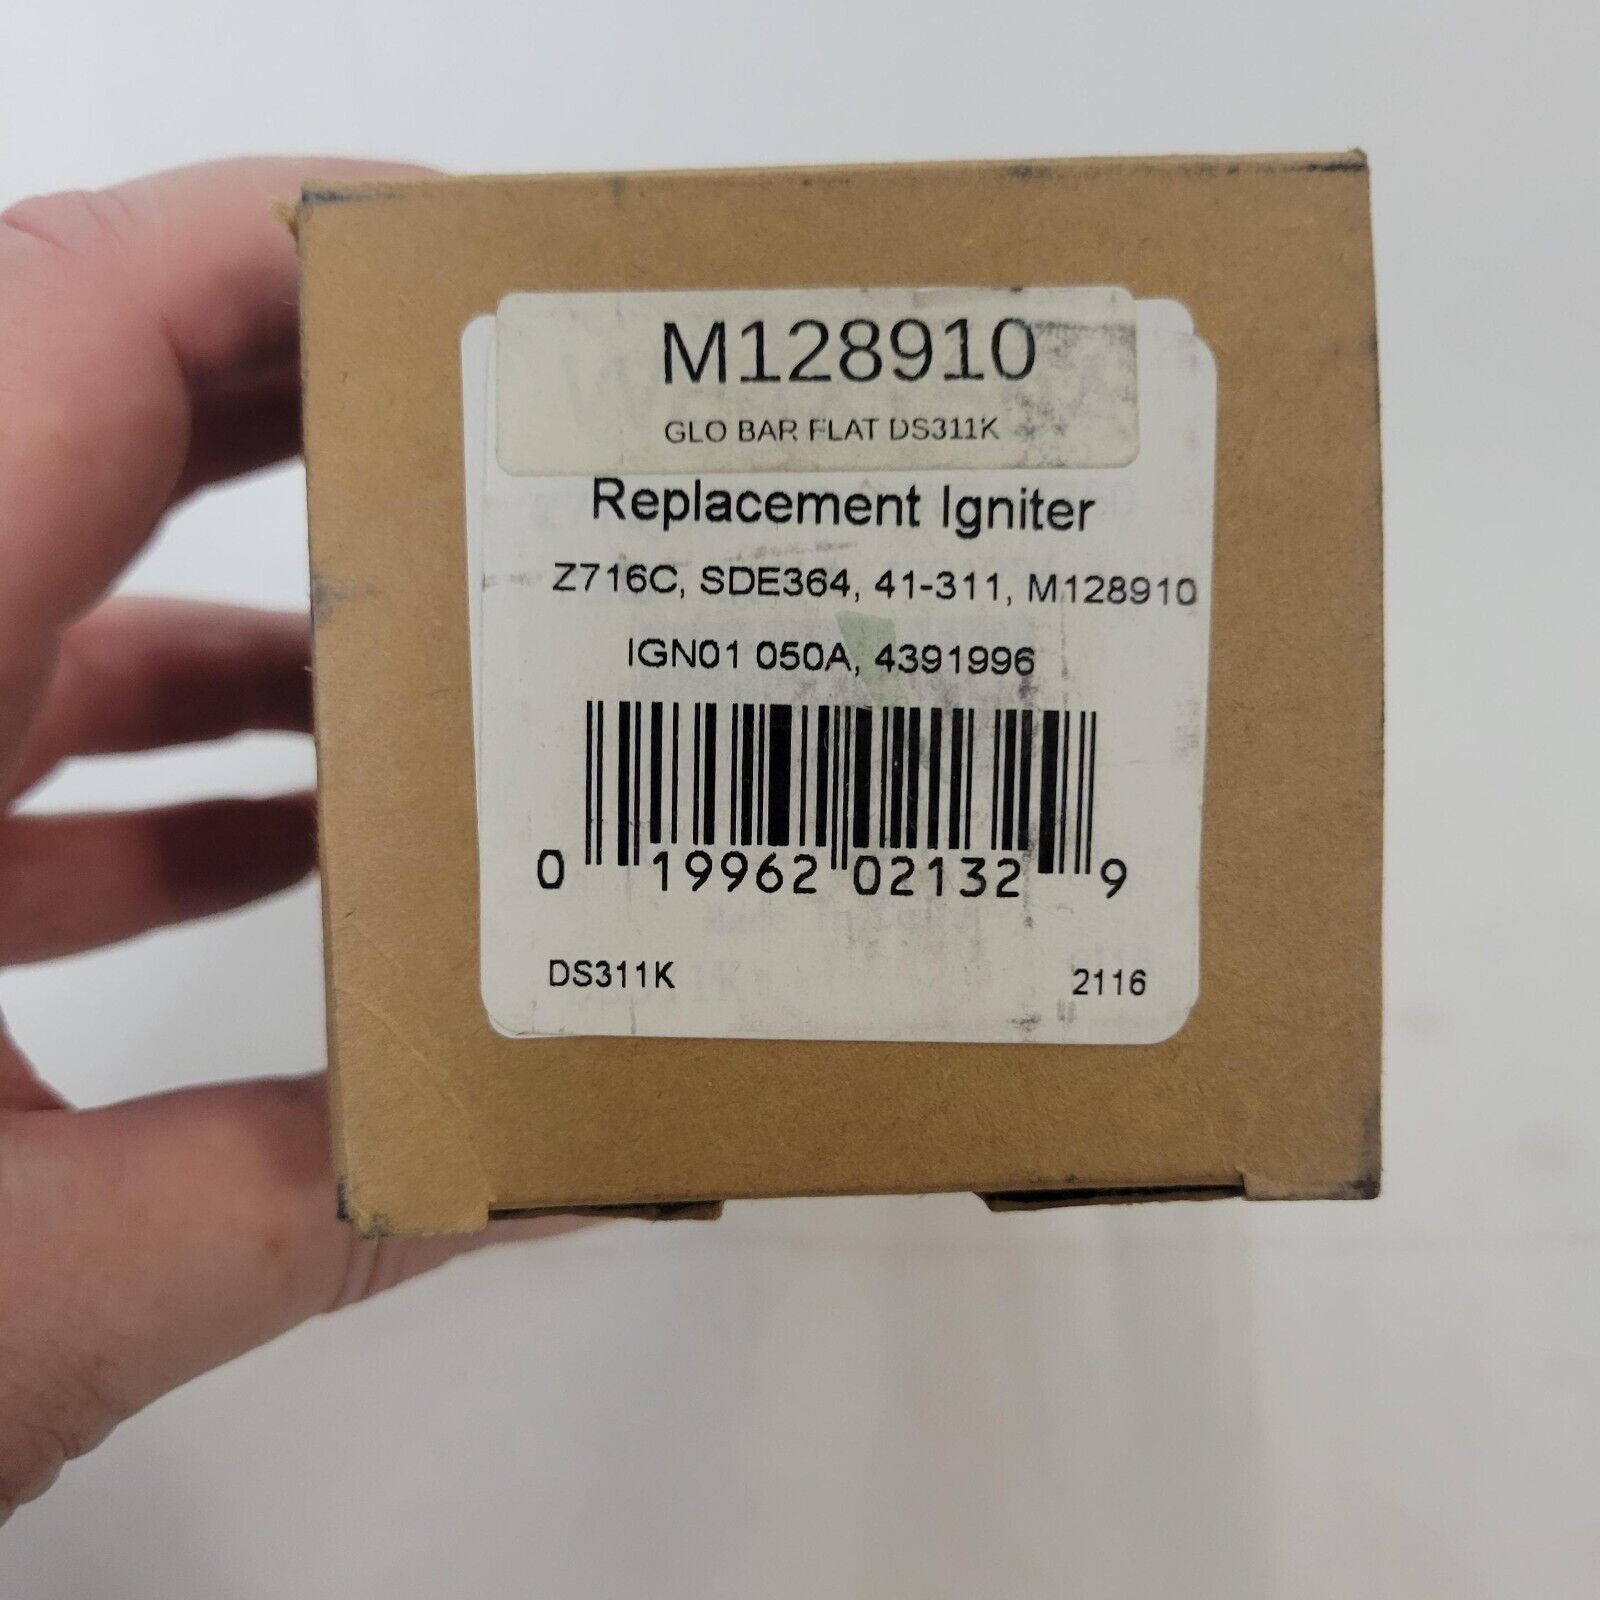 M128910
GLO BAR FLAT DS311K
Replacement Igniter
Z716C, SDE364, 41-311, M128910
IGN01 050A, 4391996
0 19962 02132 9
DS311K 2116